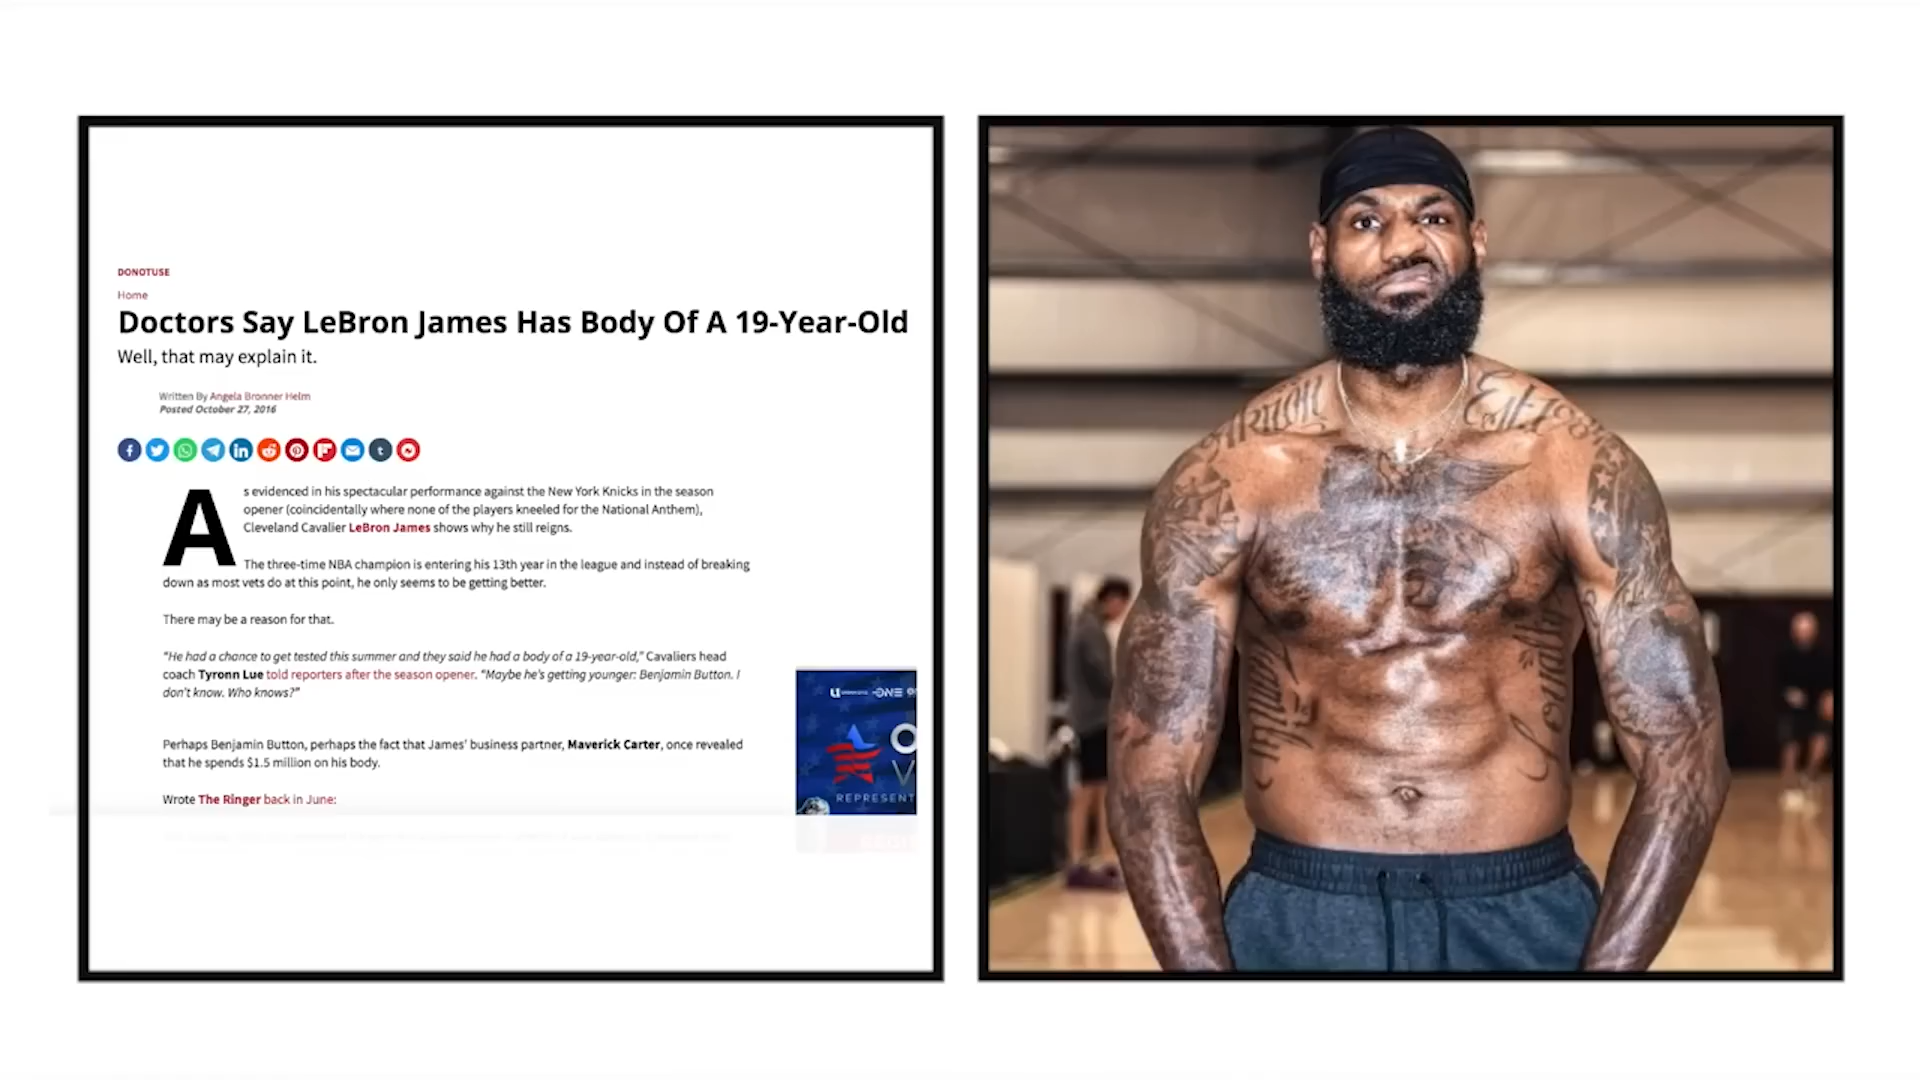 DONOTUSE
Home
Doctors Say LeBron James Has Body Of A 19-Year-Old
Well, that may explain it.
Written By Angela Bronner Helm
Posted October 27, 2016
As evidenced in his spectacular performance against the New York Knicks in the season
opener (coincidentally where none of the players kneeled for the National Anthem),
Cleveland Cavalier LeBron James shows why he still reigns.
The three-time NBA champion is entering his 13th year in the league and instead of breaking
down as most vets do at this point, he only seems to be getting better.
There may be a reason for that.
“He had a chance to get tested this summer and they said he had a body of a 19-year-old,” Cavaliers head
coach Tyronn Lue told reporters after the season opener. “Maybe he’s getting younger: Benjamin Button. I
don’t know. Who knows?”
Perhaps Benjamin Button, perhaps the fact that James’ business partner, Maverick Carter, once revealed
that he spends $1.5 million on his body.
Wrote The Ringer back in June:
ONE
O
V
REPRESENT
Akron
Est.